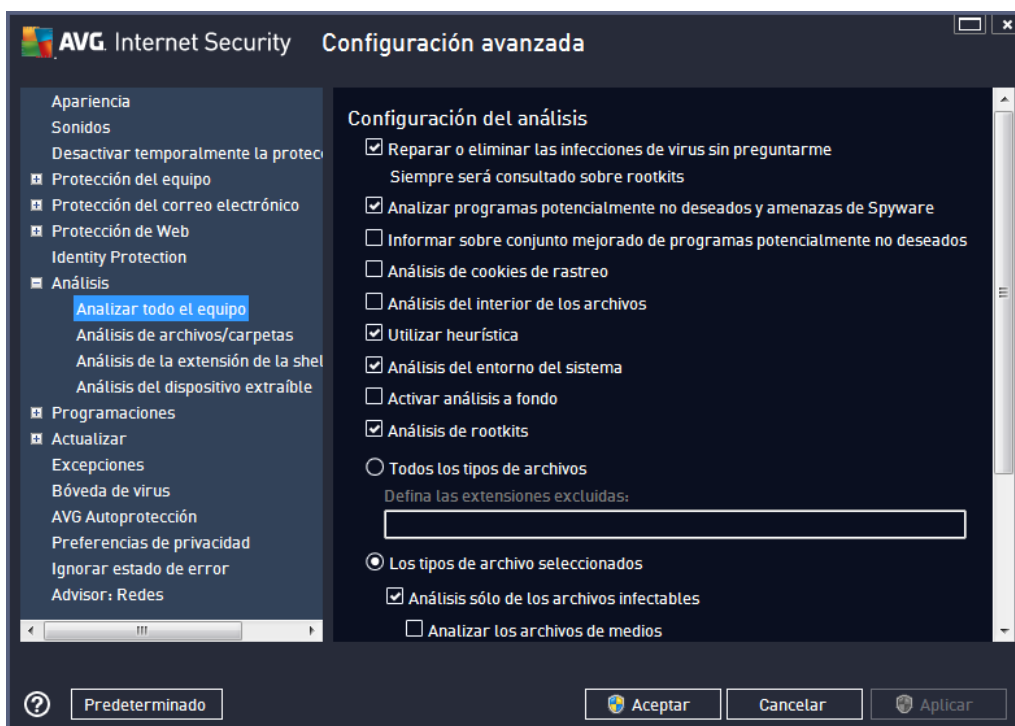 AVG. Internet Security Configuración avanzada
Apariencia
Sonidos
Desactivar temporalmente la protec
Protección del equipo
Protección del correo electrónico
Protección de Web
Identity Protection
Análisis
Analizar todo el equipo
Análisis de archivos/carpetas
Análisis de la extensión de la shel
Análisis del dispositivo extraíble
Programaciones
Actualizar
Excepciones
Bóveda de virus
AVG Autoprotección
Preferencias de privacidad
Ignorar estado de error
Advisor: Redes
Configuración del análisis
Reparar o eliminar las infecciones de virus sin preguntarme
Siempre será consultado sobre rootkits
Analizar programas potencialmente no deseados y amenazas de Spyware
Informar sobre conjunto mejorado de programas potencialmente no deseados
Análisis de cookies de rastreo
Análisis del interior de los archivos
Utilizar heurística
Análisis del entorno del sistema
Activar análisis a fondo
Análisis de rootkits
Todos los tipos de archivos
Defina las extensiones excluidas:
Los tipos de archivo seleccionados
Análisis sólo de los archivos infectables
Analizar los archivos de medios
Predeterminado
Aceptar
Cancelar
Aplicar